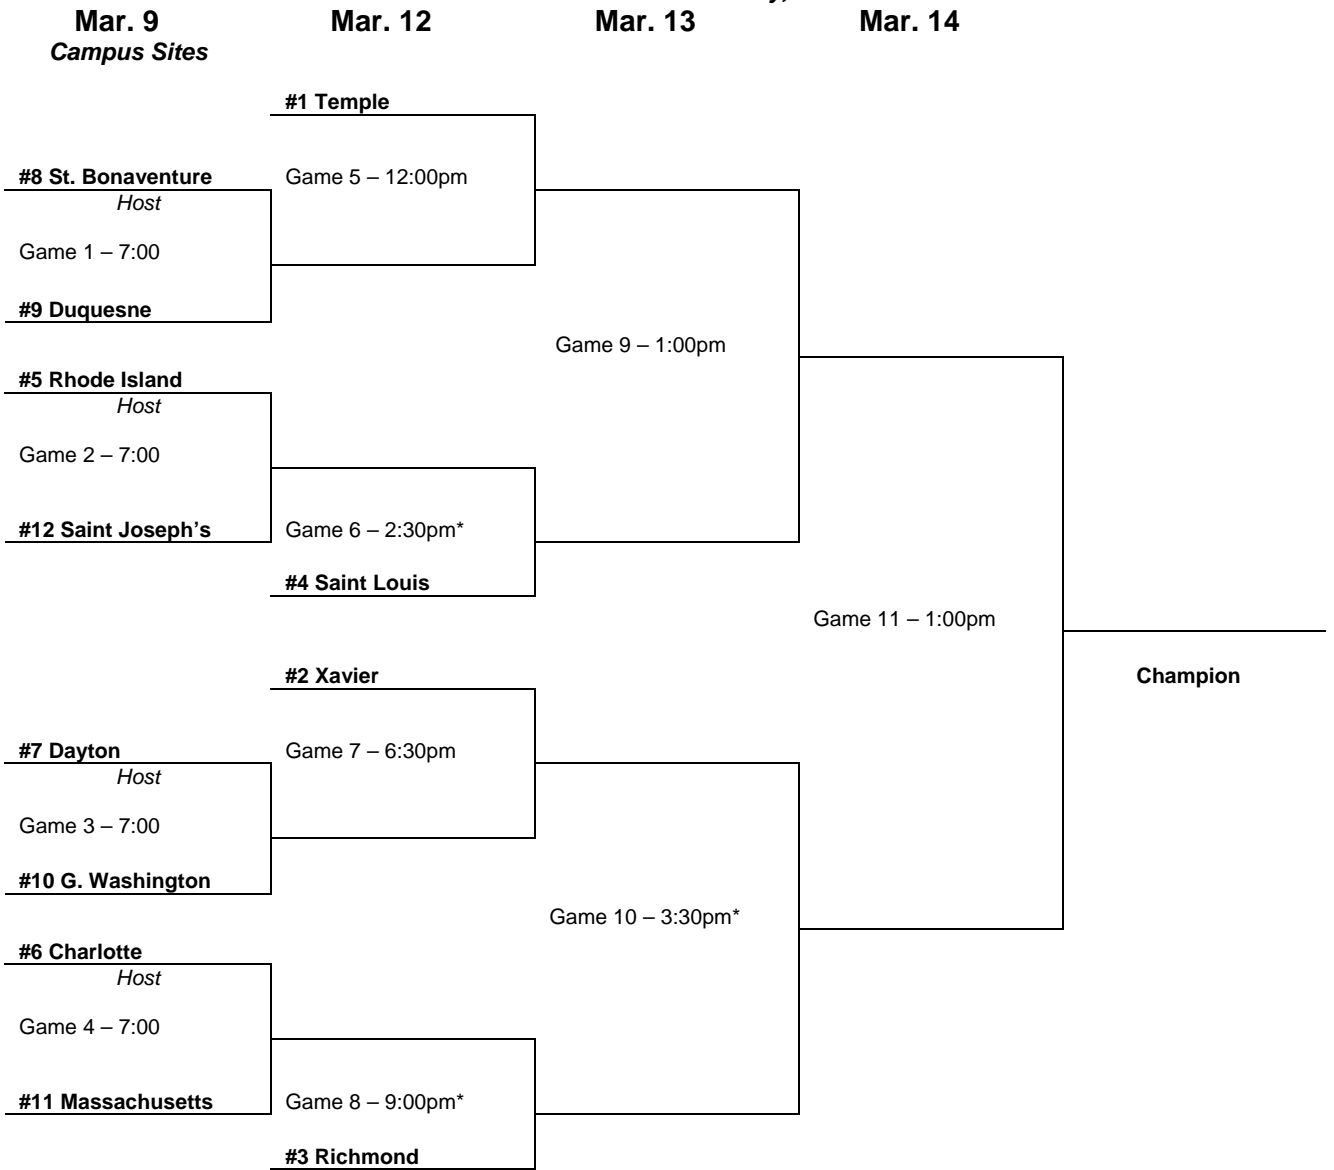 Mar. 9 Mar. 12 Mar. 13 Mar. 14
Campus Sites
#1 Temple
#8 St. Bonaventure Game 5 – 12:00pm
Host
Game 1 – 7:00
#9 Duquesne
Game 9 – 1:00pm
#5 Rhode Island
Host
Game 2 – 7:00
#12 Saint Joseph’s Game 6 – 2:30pm*
#4 Saint Louis
Game 11 – 1:00pm
#2 Xavier Champion
#7 Dayton Game 7 – 6:30pm
Host
Game 3 – 7:00
#10 G. Washington
Game 10 – 3:30pm*
#6 Charlotte
Host
Game 4 – 7:00
#11 Massachusetts Game 8 – 9:00pm*
#3 Richmond